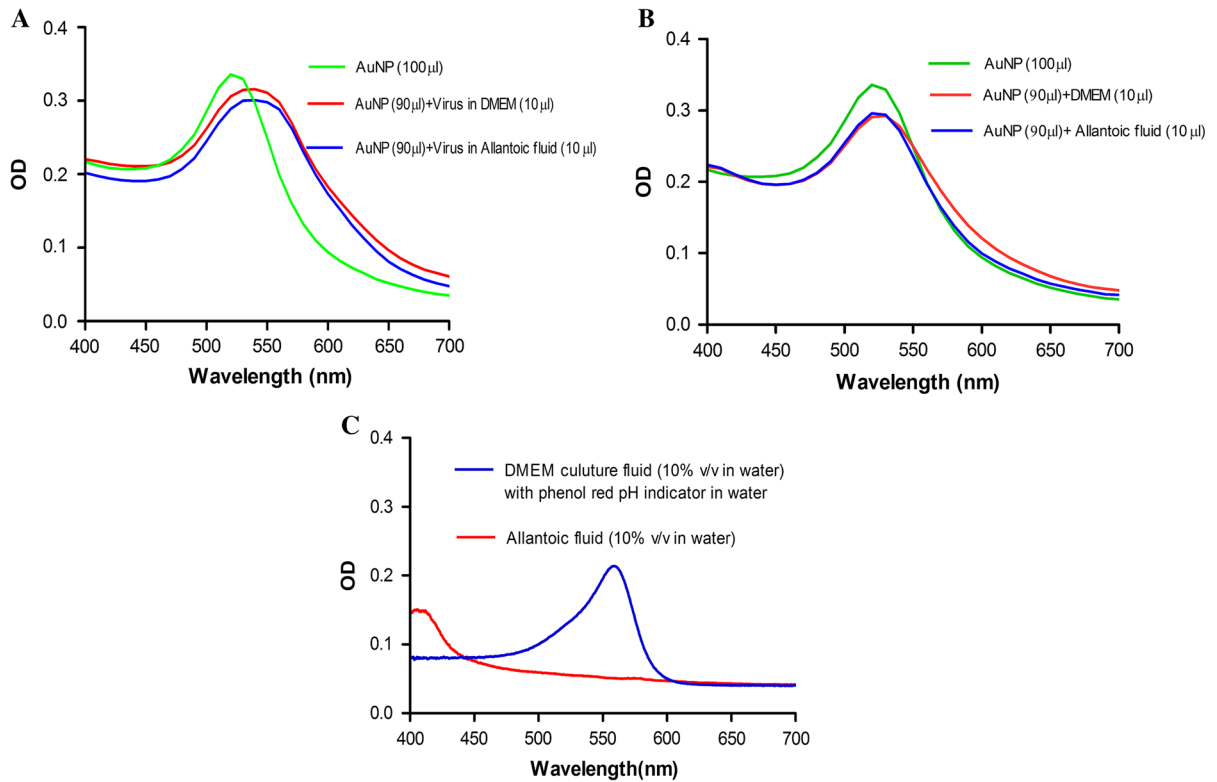 A
0.4
0.3
0.2
0.1
0.0
OD
400 450 500 550 600 650 700
Wavelength (nm)
AuNP (100µl)
AuNP (90µl)+Virus in DMEM (10µl)
AuNP (90µl)+Virus in Allantoic fluid (10 µl)
B
0.4
0.3
0.2
0.1
0.0
OD
400 450 500 550 600 650 700
Wavelength (nm)
AuNP (100µl)
AuNP (90µl)+DMEM (10µl)
AuNP (90µl)+ Allantoic fluid (10µl)
C
0.4
0.3
0.2
0.1
0.0
OD
400 450 500 550 600 650 700
Wavelength(nm)
DMEM culuture fluid (10% v/v in water)
with phenol red pH indicator in water
Allantoic fluid (10% v/v in water)